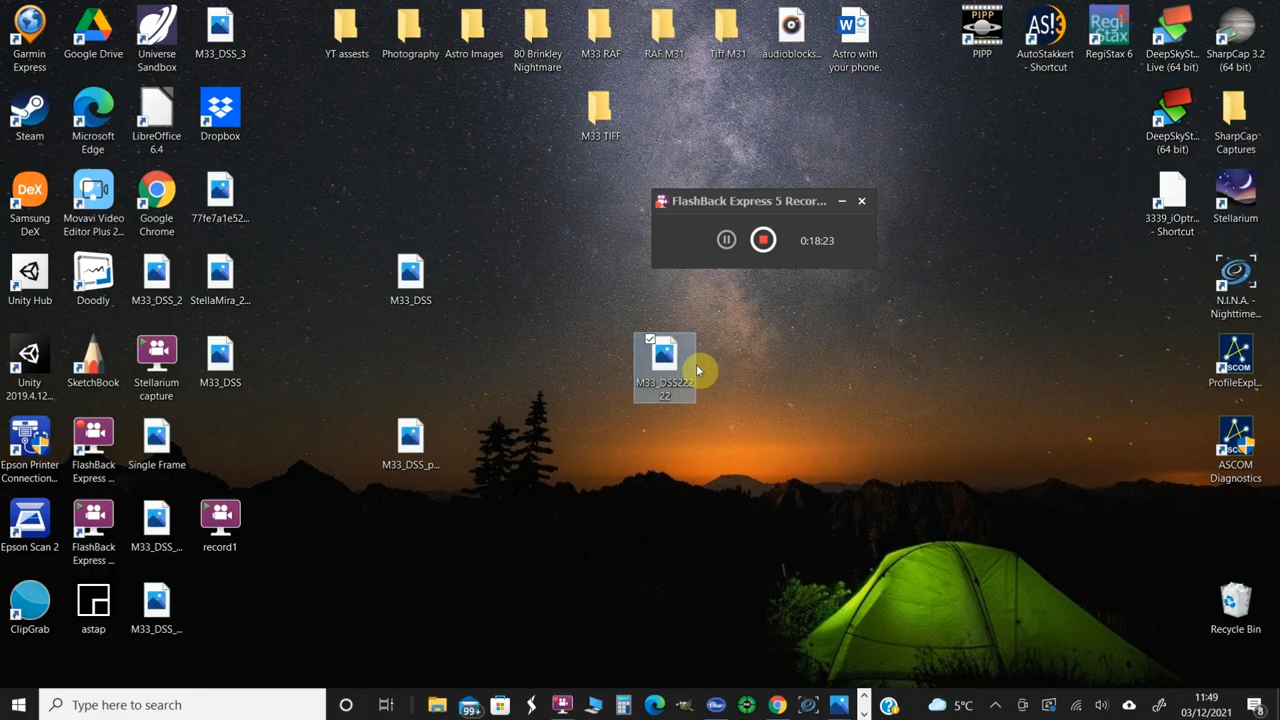 Garmin
Express
Google Drive
Universe
Sandbox
M33_DSS_3
YT assests
Photography
Astro Images
80 Brinkley
Nightmare
M33 RAF
RAF M31
Tiff M31
audioblocks...
Astro with
your phone.
PIPP
AutoStakkert
- Shortcut
RegiStax 6
DeepSkySt...
Live (64 bit)
SharpCap 3.2
(64 bit)
Steam
Microsoft
Edge
LibreOffice
6.4
Dropbox
M33 TIFF
DeepSkySt...
(64 bit)
SharpCap
Captures
Samsung
DeX
Movavi Video
Editor Plus 2...
Google
Chrome
77fe7a1e52...
FlashBack Express 5 Recor...
0:18:23
3339_iOptr...
- Shortcut
Stellarium
Unity Hub
Doodly
M33_DSS_2
StellaMira_2...
M33_DSS
N.I.N.A. -
Nighttime...
Unity
2019.4.12...
SketchBook
Stellarium
capture
M33_DSS
M33_DSS222
22
ProfileExpl...
Epson Printer
Connection...
FlashBack
Express ...
Single Frame
M33_DSS_p...
ASCOM
Diagnostics
Epson Scan 2
FlashBack
Express ...
M33_DSS_...
record1
ClipGrab
astap
M33_DSS_...
Recycle Bin
Type here to search
99+
5°C
11:49
03/12/2021
8